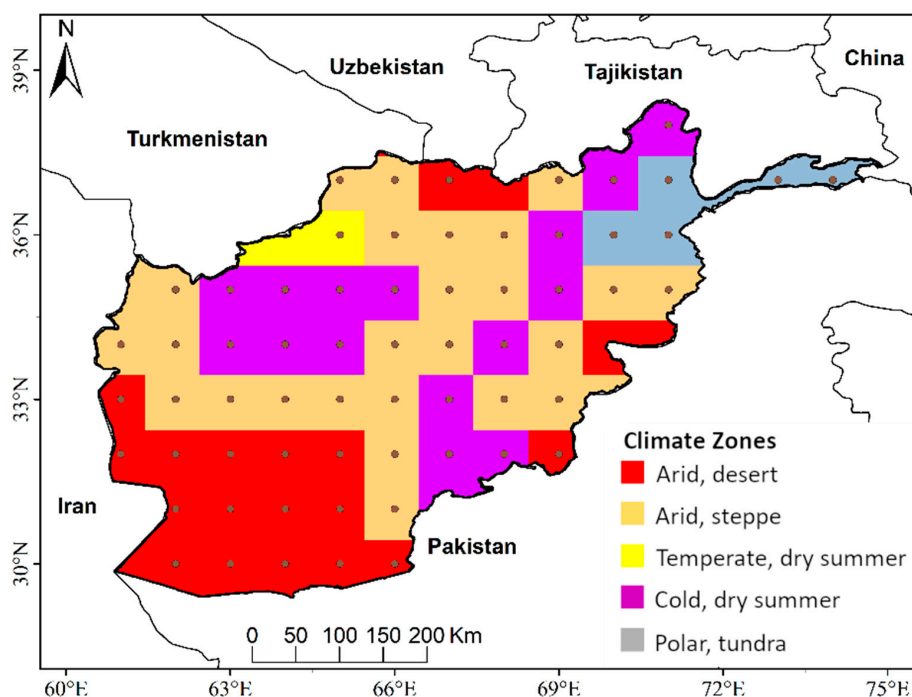 N
Uzbekistan
Tajikistan
China
Turkmenistan
39°N
36°N
33°N
30°N
Iran
Pakistan
Climate Zones
Arid, desert
Arid, steppe
Temperate, dry summer
Cold, dry summer
Polar, tundra
0 50 100 150 200 Km
60°E 63°E 66°E 69°E 72°E 75°E